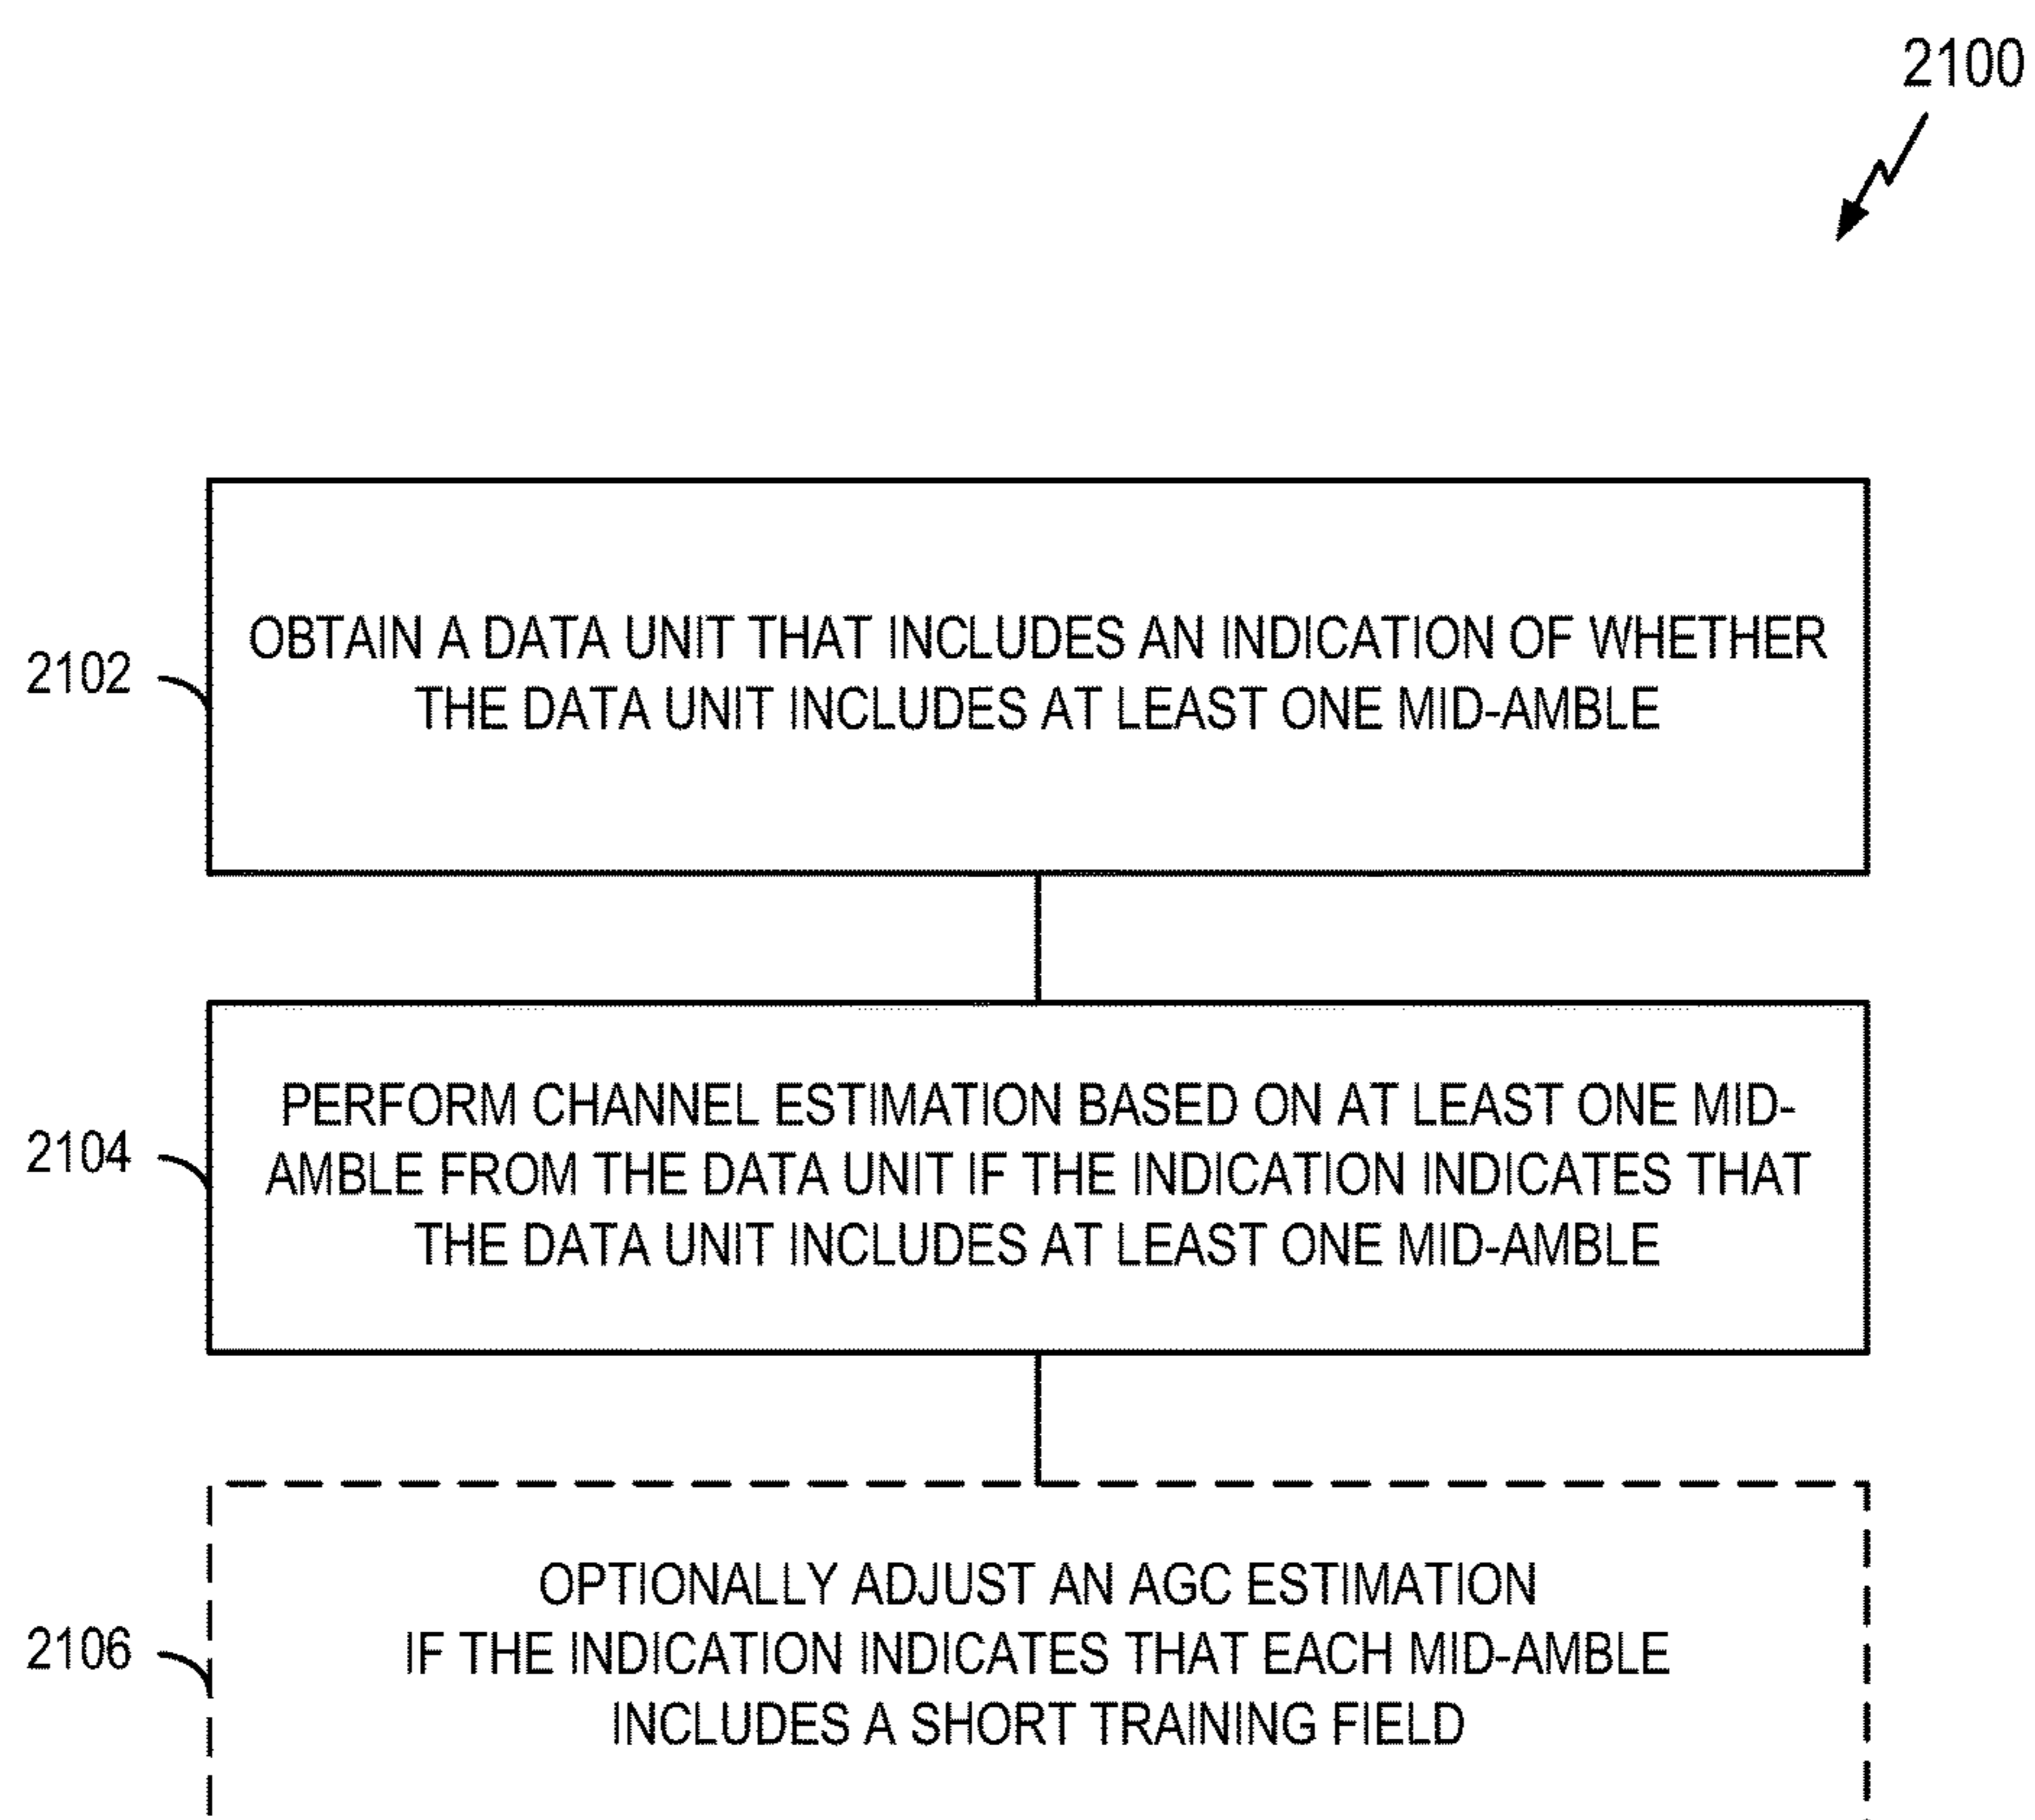 2100
OBTAIN A DATA UNIT THAT INCLUDES AN INDICATION OF WHETHER
THE DATA UNIT INCLUDES AT LEAST ONE MID-AMBLE
2102
PERFORM CHANNEL ESTIMATION BASED ON AT LEAST ONE MID-
AMBLE FROM THE DATA UNIT IF THE INDICATION INDICATES THAT
THE DATA UNIT INCLUDES AT LEAST ONE MID-AMBLE
2104
OPTIONALLY ADJUST AN AGC ESTIMATION
IF THE INDICATION INDICATES THAT EACH MID-AMBLE
INCLUDES A SHORT TRAINING FIELD
2106